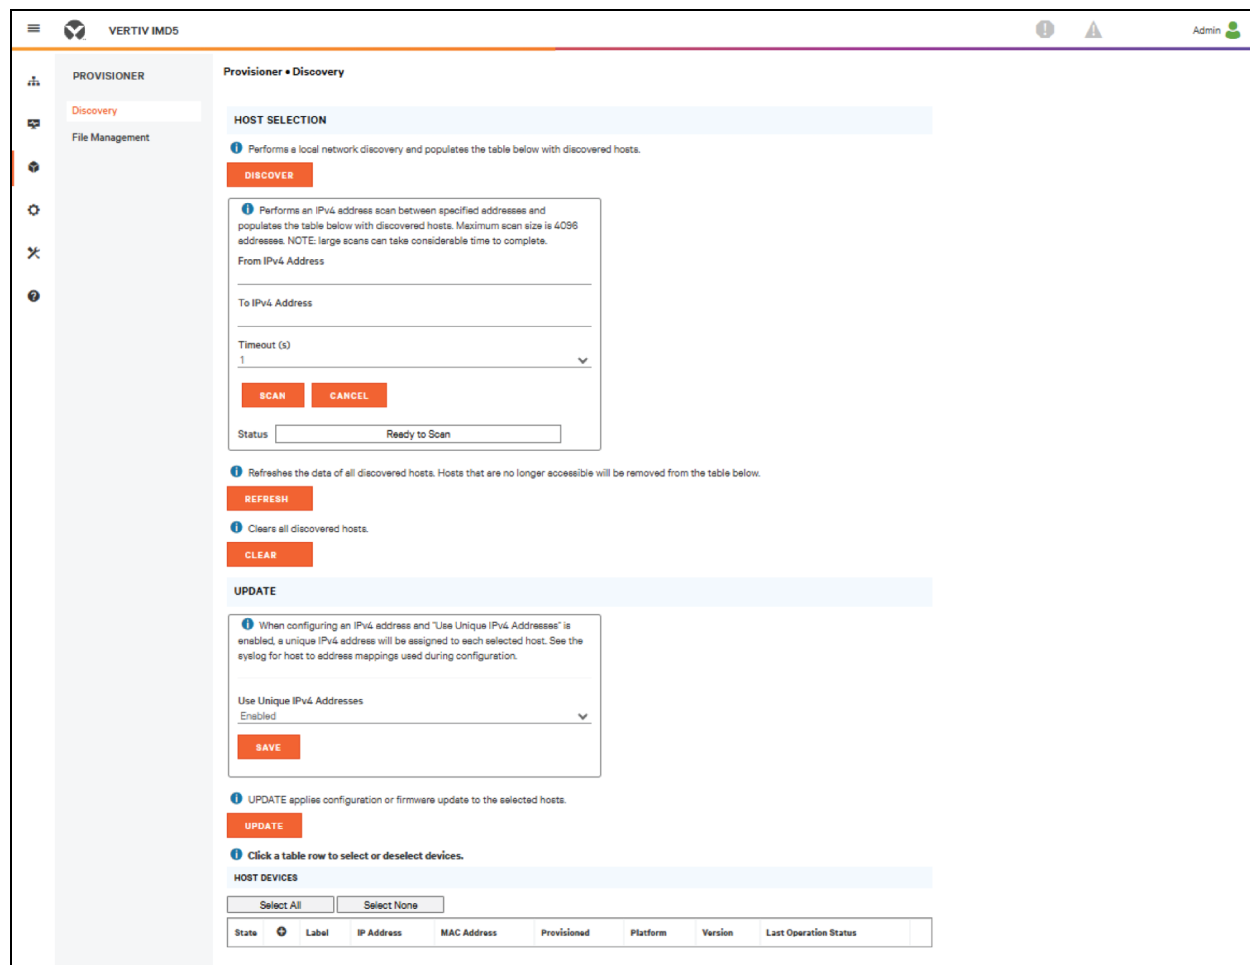 VERTIV IMD5
Admin
PROVISIONER
Discovery
File Management
Provisioner • Discovery
HOST SELECTION
Performs a local network discovery and populates the table below with discovered hosts.
DISCOVER
Performs an IPv4 address scan between specified addresses and
populates the table below with discovered hosts. Maximum scan size is 4096
addresses. NOTE: large scans can take considerable time to complete.
From IPv4 Address
To IPv4 Address
Timeout (s)
1
SCAN CANCEL
Status Ready to Scan
Refreshes the data of all discovered hosts. Hosts that are no longer accessible will be removed from the table below.
REFRESH
Clears all discovered hosts.
CLEAR
UPDATE
When configuring an IPv4 address and "Use Unique IPv4 Addresses" is
enabled, a unique IPv4 address will be assigned to each selected host. See the
syslog for host to address mappings used during configuration.
Use Unique IPv4 Addresses
Enabled
SAVE
UPDATE applies configuration or firmware update to the selected hosts.
UPDATE
Click a table row to select or deselect devices.
HOST DEVICES
Select All Select None
State Label IP Address MAC Address Provisioned Platform Version Last Operation Status